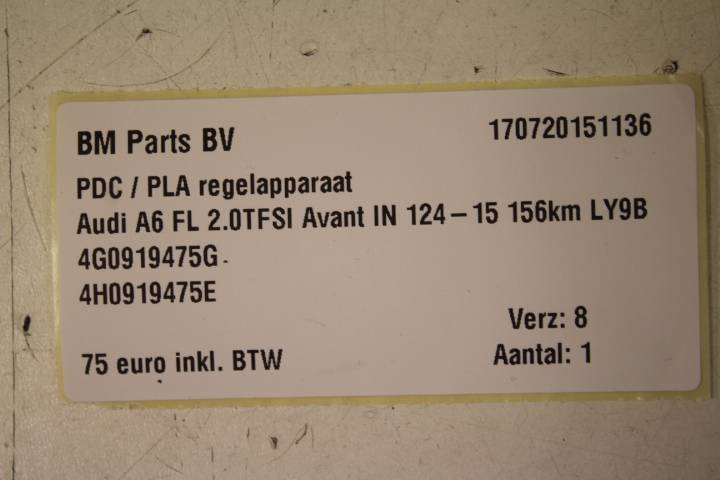 BM Parts BV 170720151136
PDC / PLA regelapparaat
Audi A6 FL 2.0TFSI Avant IN 124-15 156km LY9B
4G0919475G
4H0919475E
Verz: 8
75 euro inkl. BTW Aantal: 1